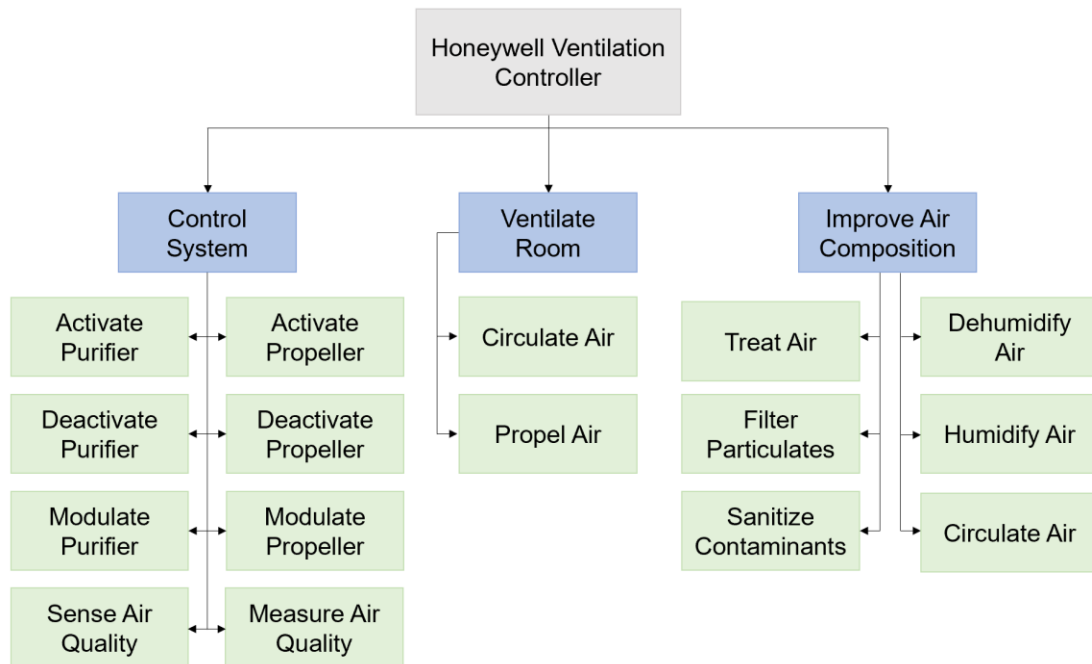 Honeywell Ventilation
Controller
Control
System
Ventilate
Room
Improve Air
Composition
Activate
Purifier
Activate
Propeller
Deactivate
Purifier
Deactivate
Propeller
Modulate
Purifier
Modulate
Propeller
Sense Air
Quality
Measure Air
Quality
Circulate Air
Propel Air
Treat Air
Dehumidify
Air
Filter
Particulates
Humidify Air
Sanitize
Contaminants
Circulate Air